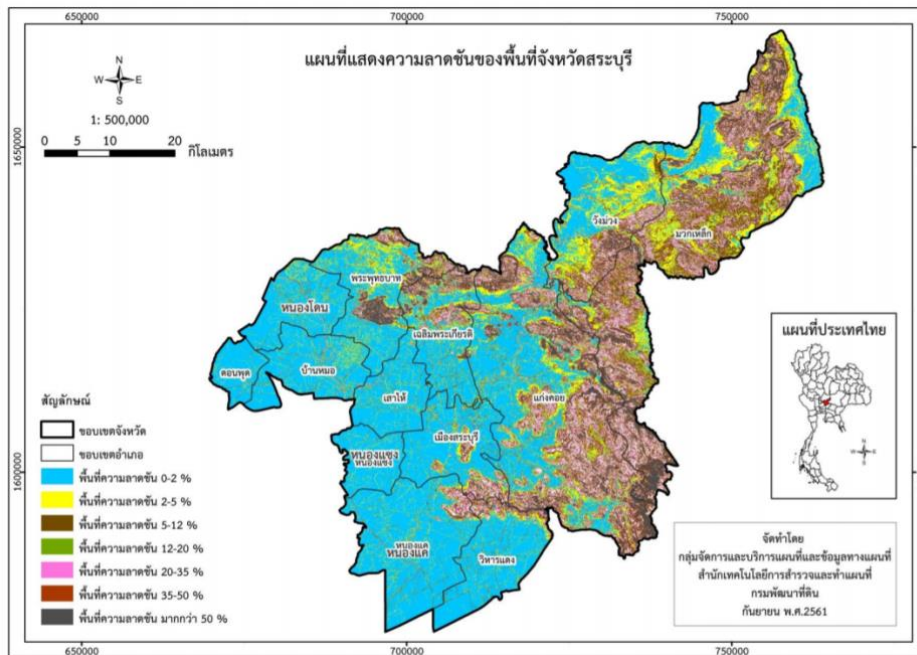 650000 700000 750000
แผนที่แสดงความลาดชันของพื้นที่จังหวัดสระบุรี
N
W E
S
1: 500,000
0 5 10 20
กิโลเมตร
1650000
1650000
วังม่วง
มวกเหล็ก
พระพุทธบาท
หนองโดน
เฉลิมพระเกียรติ
ดอนพุด
บ้านหมอ
เสาไห้
แก่งคอย
เมืองสระบุรี
หนองแซง
หนองแซง
หนองแค
หนองแค
วิหารแดง
1600000
1600000
แผนที่ประเทศไทย
N
W E
S
สัญลักษณ์
ขอบเขตจังหวัด
ขอบเขตอำเภอ
พื้นที่ความลาดชัน 0-2 %
พื้นที่ความลาดชัน 2-5 %
พื้นที่ความลาดชัน 5-12 %
พื้นที่ความลาดชัน 12-20 %
พื้นที่ความลาดชัน 20-35 %
พื้นที่ความลาดชัน 35-50 %
พื้นที่ความลาดชัน มากกว่า 50 %
จัดทำโดย
กลุ่มจัดการและบริการแผนที่และข้อมูลทางแผนที่
สำนักเทคโนโลยีการสำรวจและทำแผนที่
กรมพัฒนาที่ดิน
กันยายน พ.ศ.2561
650000 700000 750000